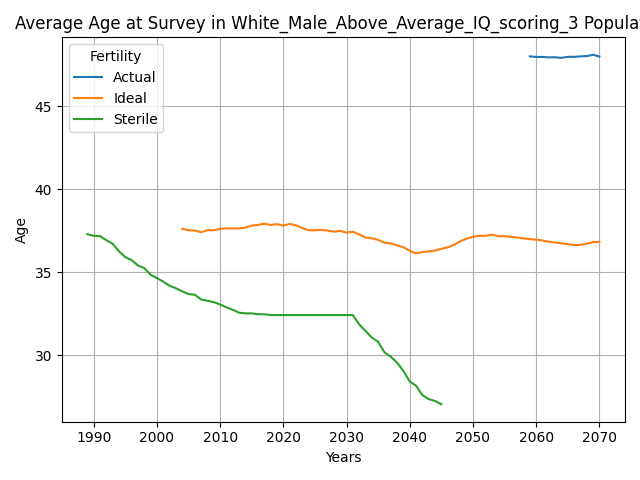 Average Age at Survey in White_Male_Above_Average_IQ_scoring_3 Popula
Fertility
Actual
Ideal
Sterile
Age
45
40
35
30
1990 2000 2010 2020 2030 2040 2050 2060 2070
Years